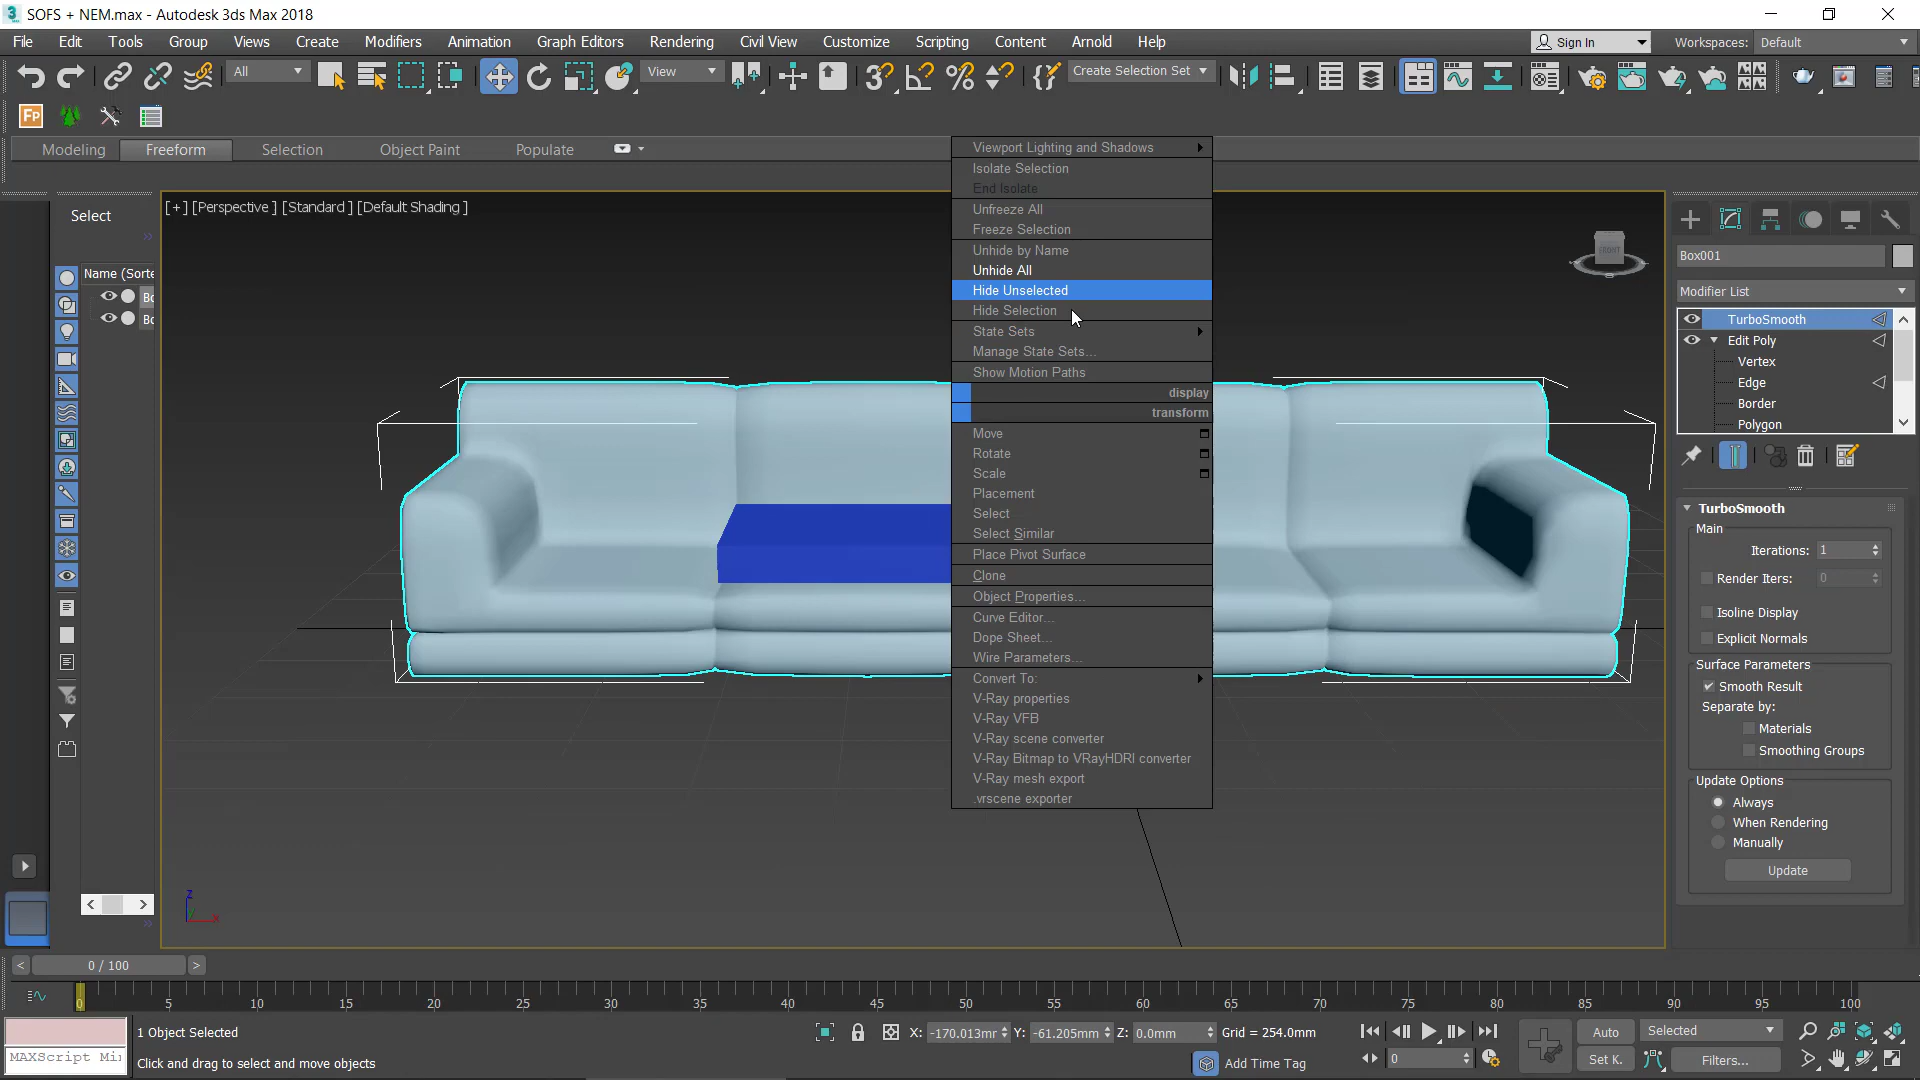 SOFS + NEM.max - Autodesk 3ds Max 2018
File Edit Tools Group Views Create Modifiers Animation Graph Editors Rendering Civil View Customize Scripting Content Arnold Help Sign In Workspaces: Default
All View Create Selection Set
Modeling Freeform Selection Object Paint Populate
Select
Name (Sorte
Bo
Bo
[+] [Perspective ] [Standard ] [Default Shading ]
FRONT
Viewport Lighting and Shadows
Isolate Selection
End Isolate
Unfreeze All
Freeze Selection
Unhide by Name
Unhide All
Hide Unselected
Hide Selection
State Sets
Manage State Sets...
Show Motion Paths
display
transform
Move
Rotate
Scale
Placement
Select
Select Similar
Place Pivot Surface
Clone
Object Properties...
Curve Editor...
Dope Sheet...
Wire Parameters...
Convert To:
V-Ray properties
V-Ray VFB
V-Ray scene converter
V-Ray Bitmap to VRayHDRI converter
V-Ray mesh export
.vrscene exporter
Box001
Modifier List
TurboSmooth
Edit Poly
Vertex
Edge
Border
Polygon
TurboSmooth
Main
Iterations: 1
Render Iters: 0
Isoline Display
Explicit Normals
Surface Parameters
Smooth Result
Separate by:
Materials
Smoothing Groups
Update Options
Always
When Rendering
Manually
Update
z
x
0 / 100
0 5 10 15 20 25 30 35 40 45 50 55 60 65 70 75 80 85 90 95 100
1 Object Selected
X: -170.013mr Y: -61.205mm Z: 0.0mm Grid = 254.0mm
Auto Selected
MAXScript Mi
Click and drag to select and move objects
Add Time Tag
0
Set K. Filters...